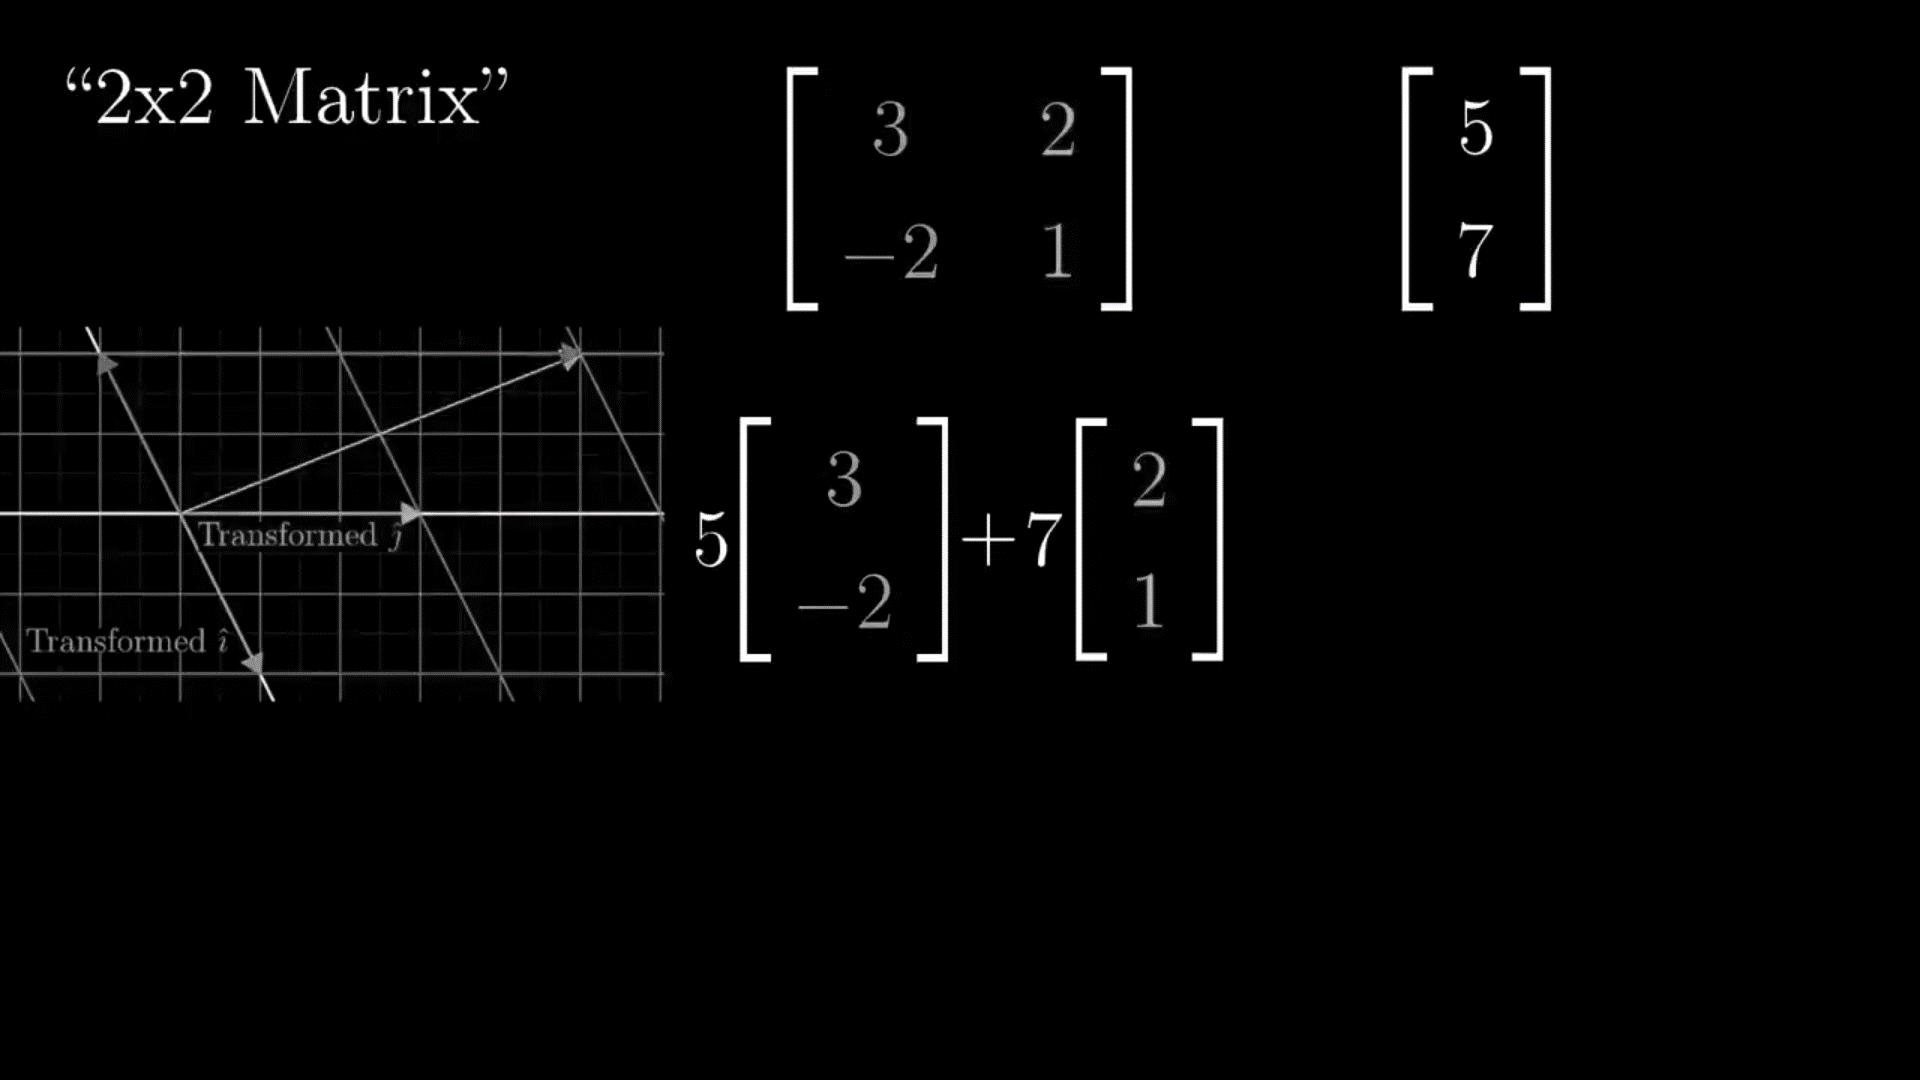 “2x2 Matrix”
3 2 5
−2 1 7
5 3 + 7 2
−2 1
Transformed ĵ
Transformed î